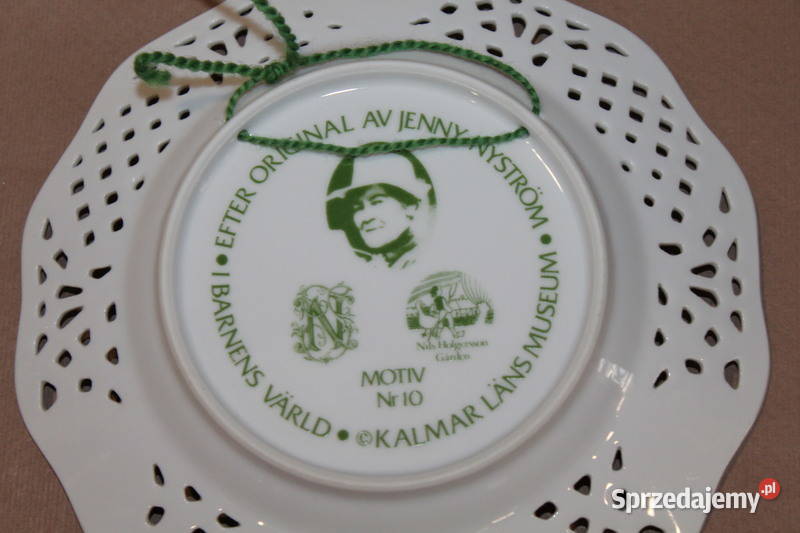 • I BARNENS VÄRLD • EFTER ORIGINAL AV JENNY NYSTRÖM • ©KALMAR LÄNS MUSEUM •
N
Nils Holgersson
Gården
MOTIV
Nr 10
Sprzedajemy.pl